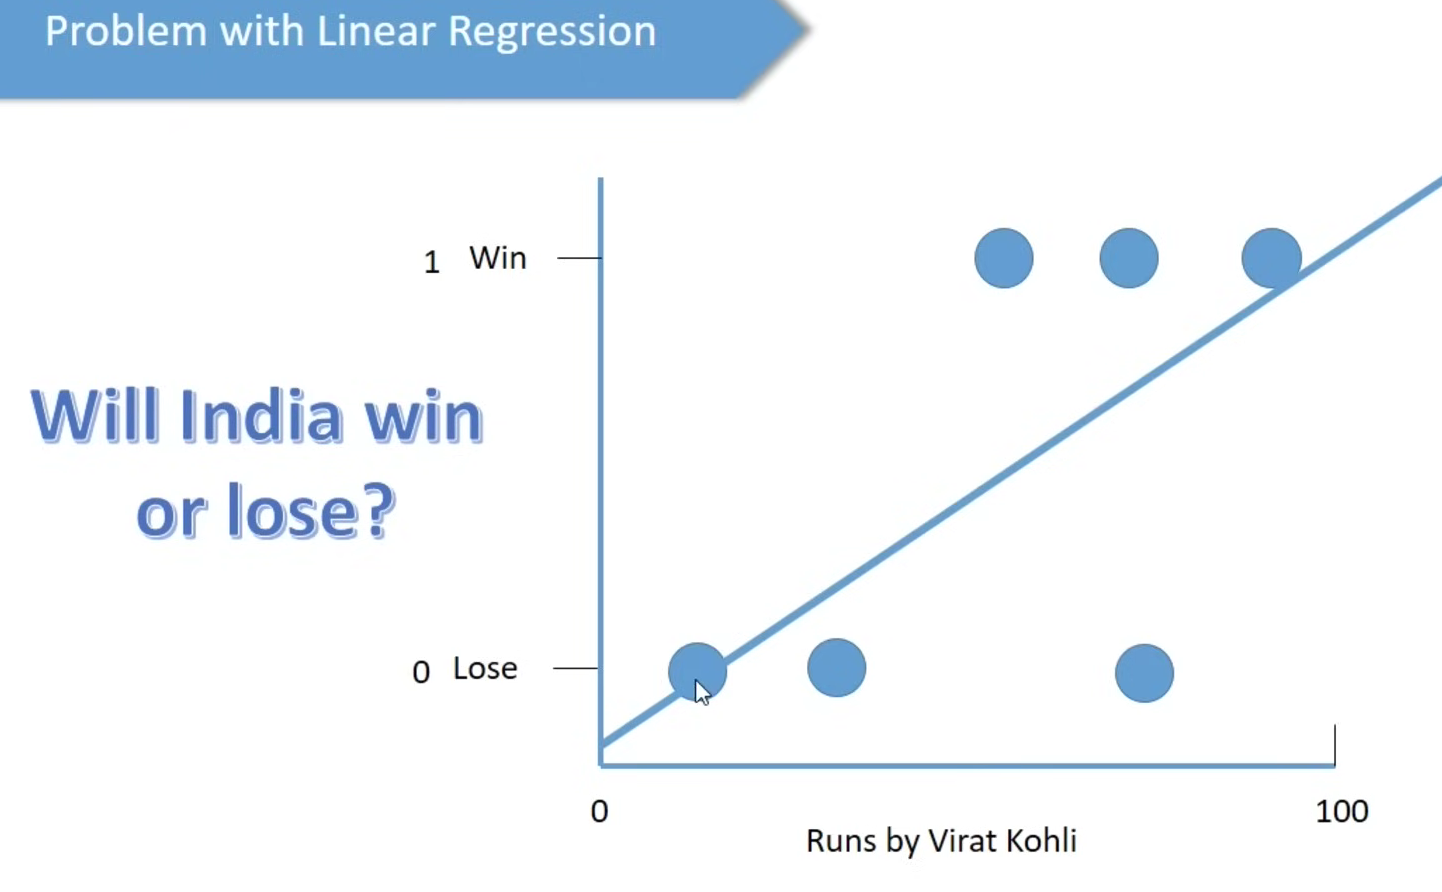 Problem with Linear Regression
1 Win
Will India win
or lose?
0 Lose
0
100
Runs by Virat Kohli